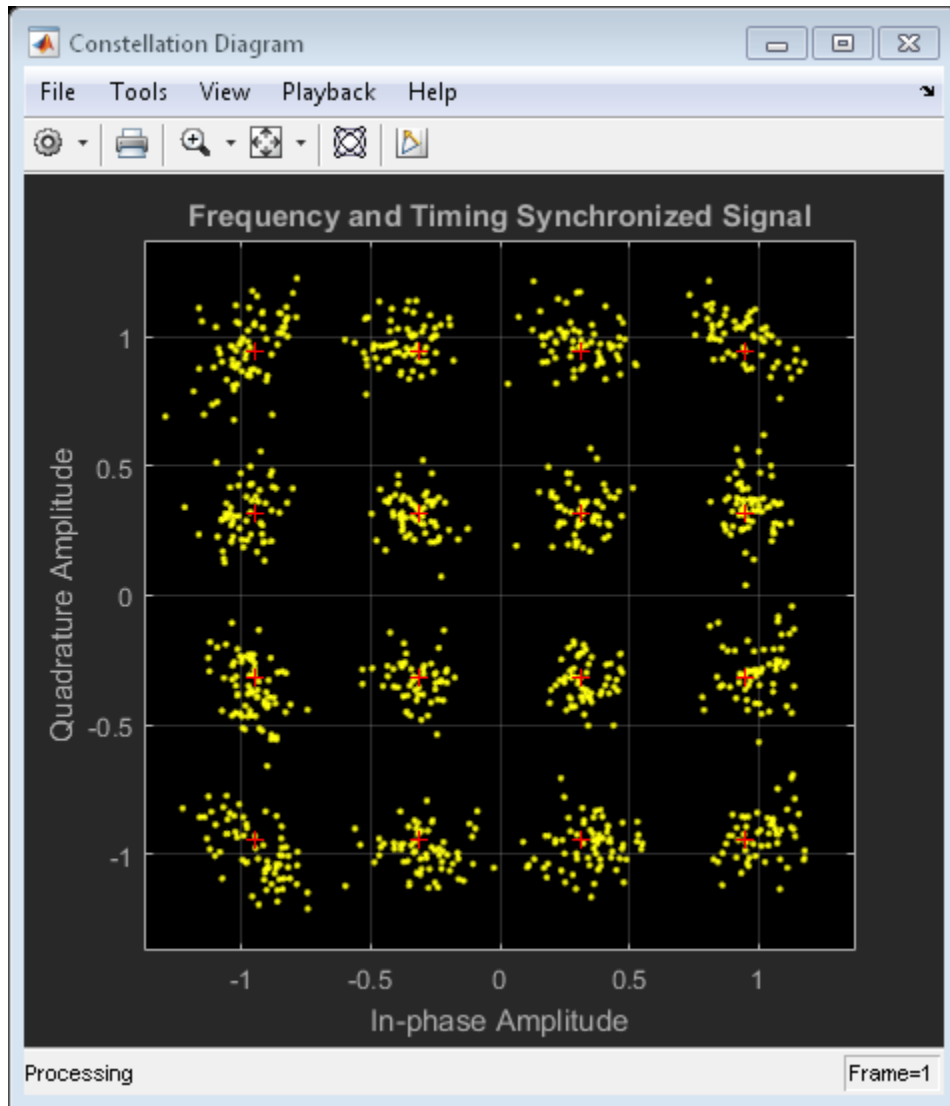 Constellation Diagram
File Tools View Playback Help
Frequency and Timing Synchronized Signal
1
0.5
0
-0.5
-1
Quadrature Amplitude
-1 -0.5 0 0.5 1
In-phase Amplitude
Processing Frame=1